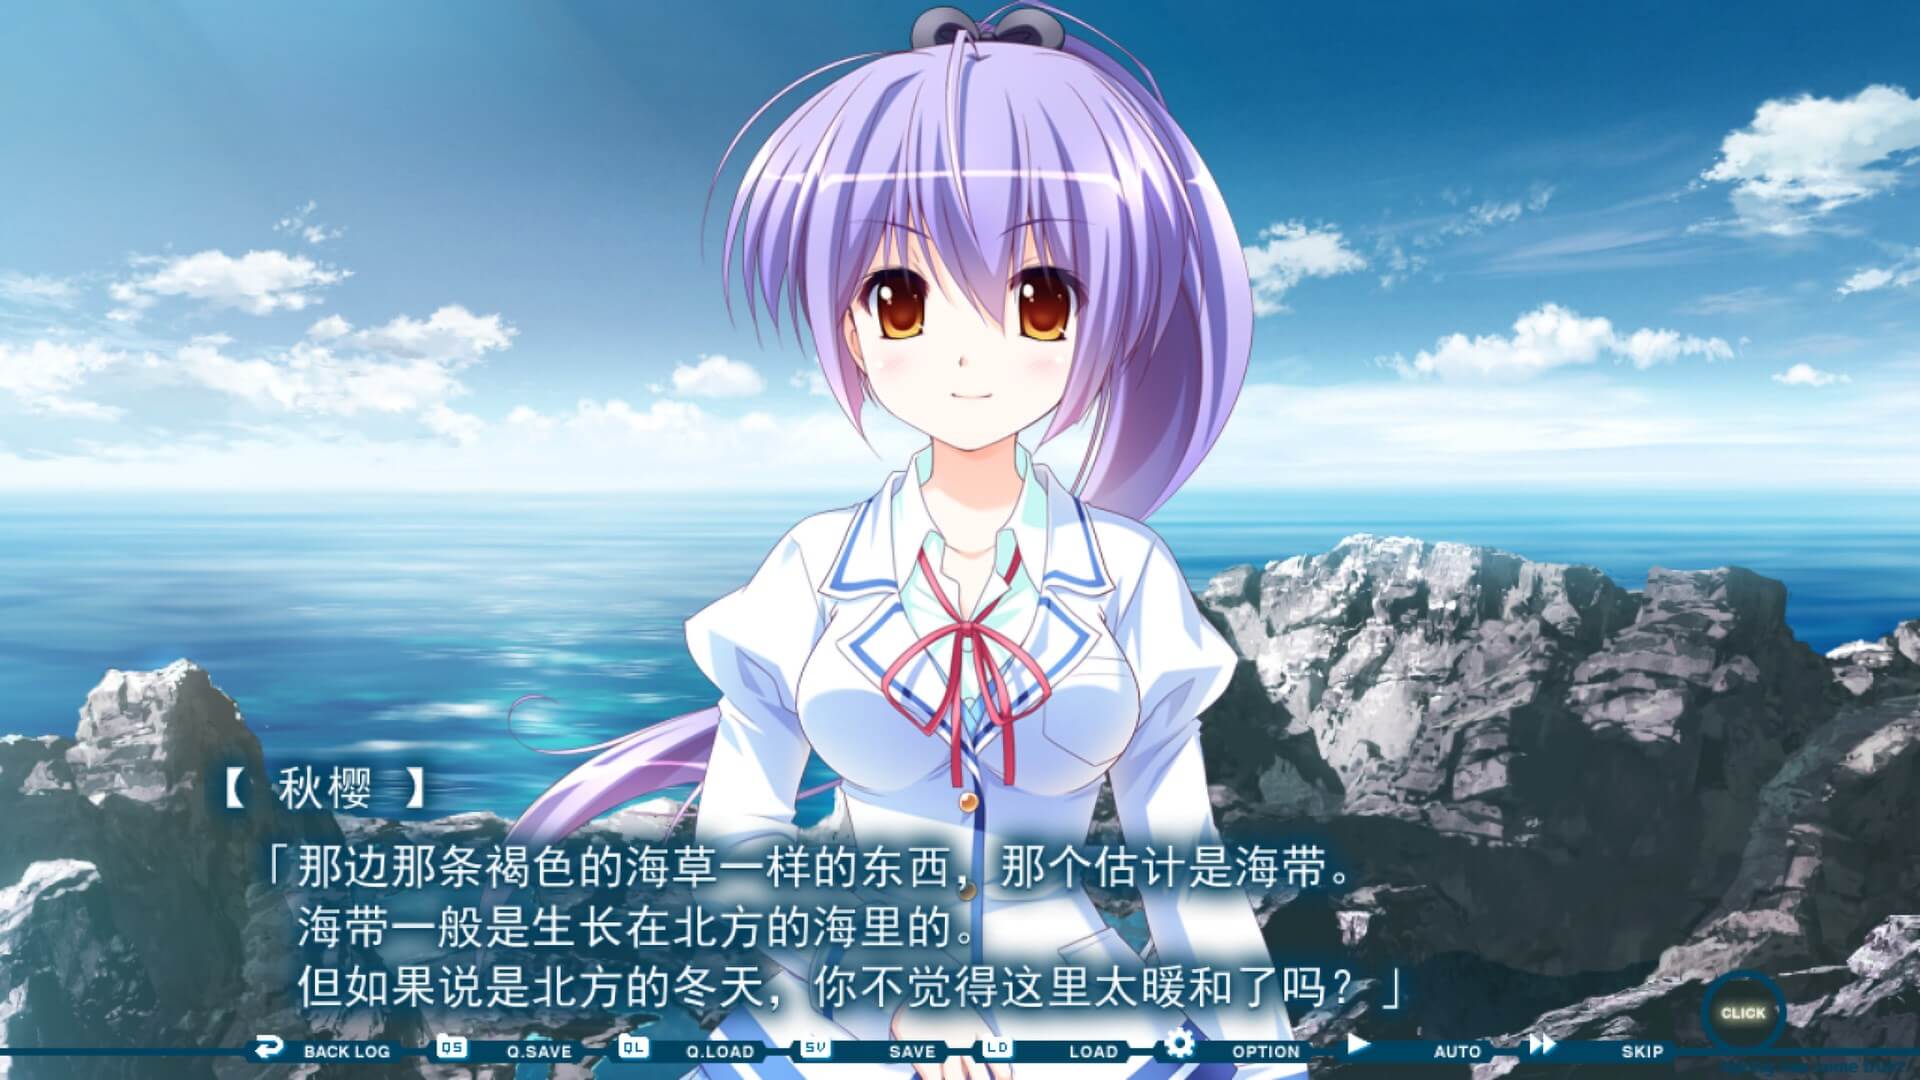 【 秋樱 】
「那边那条褐色的海草一样的东西，那个估计是海带。
海带一般是生长在北方的海里的。
但如果说是北方的冬天，你不觉得这里太暖和了吗？」
CLICK
QS QL SV LD
BACK LOG Q.SAVE Q.LOAD SAVE LOAD OPTION AUTO SKIP